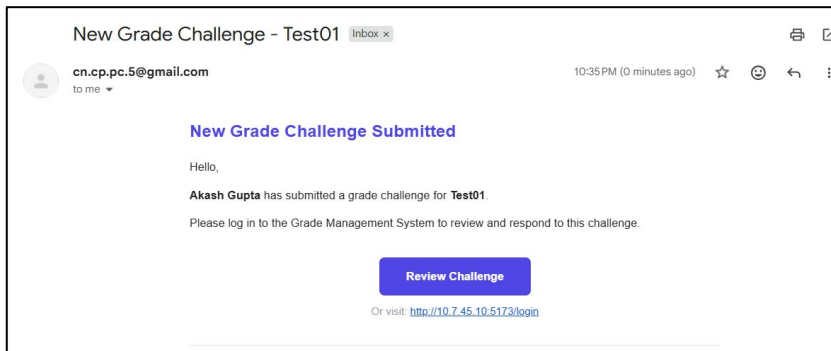 New Grade Challenge - Test01 Inbox ×
cn.cp.pc.5@gmail.com 10:35 PM (0 minutes ago)
to me
New Grade Challenge Submitted
Hello,
Akash Gupta has submitted a grade challenge for Test01.
Please log in to the Grade Management System to review and respond to this challenge.
Review Challenge
Or visit: http://10.7.45.10:5173/login